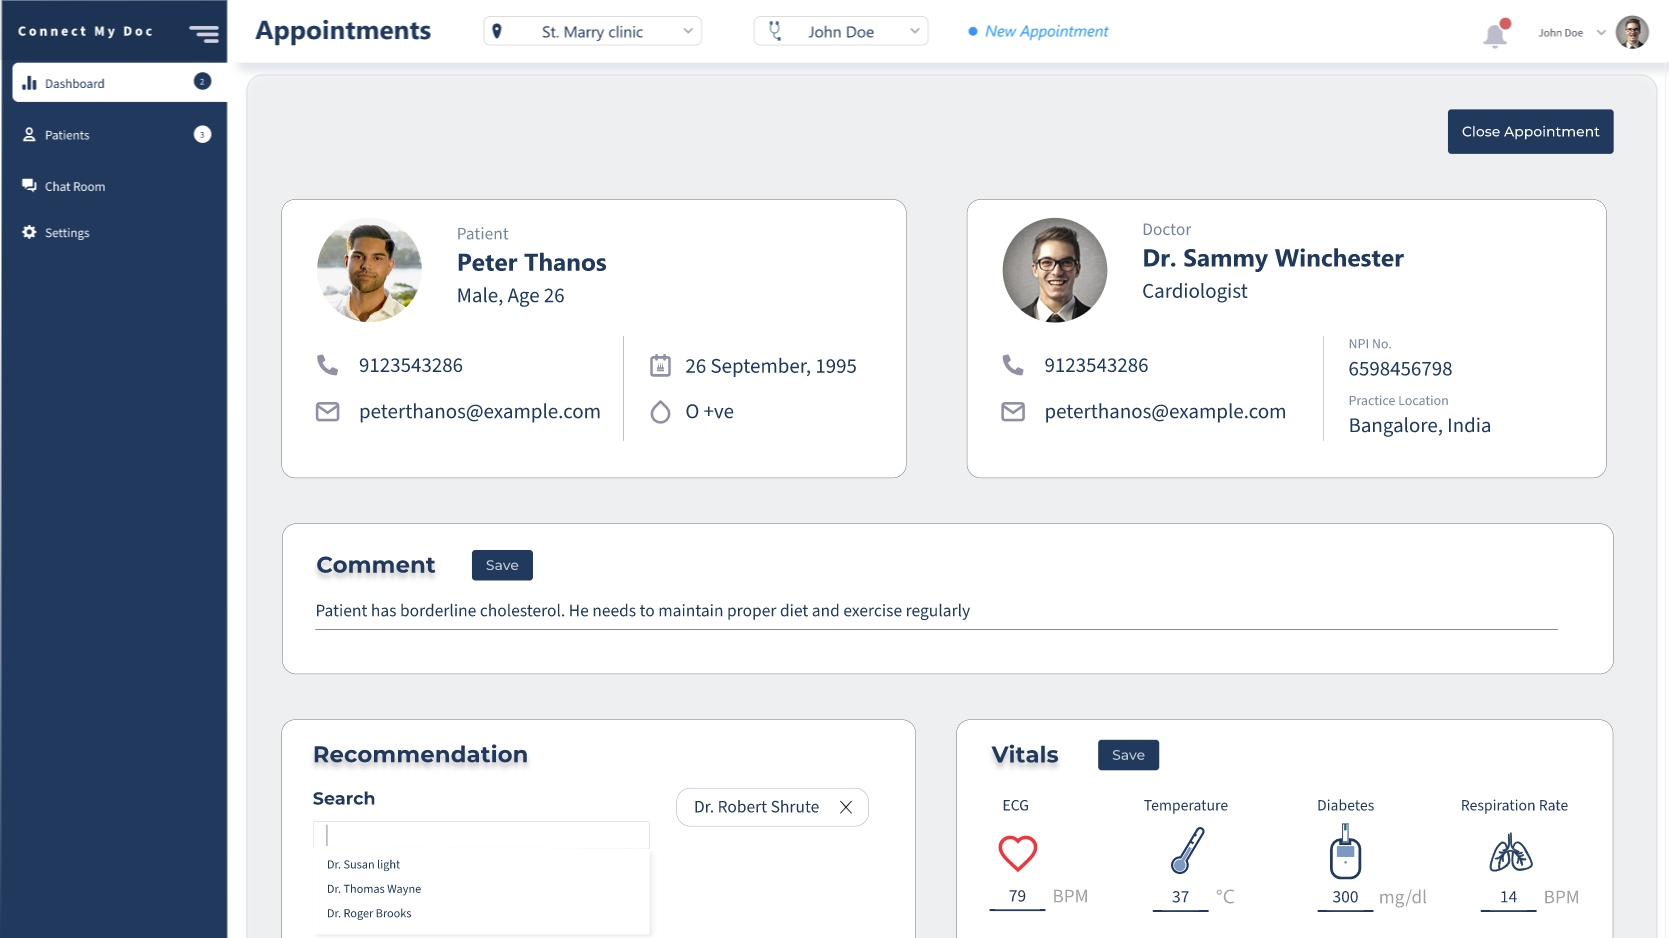 Connect My Doc
Dashboard
2
Patients
3
Chat Room
Settings
Appointments
St. Marry clinic
John Doe
New Appointment
John Doe
Close Appointment
Patient
Peter Thanos
Male, Age 26
9123543286
26 September, 1995
peterthanos@example.com
O +ve
Doctor
Dr. Sammy Winchester
Cardiologist
9123543286
peterthanos@example.com
NPI No.
6598456798
Practice Location
Bangalore, India
Comment
Save
Patient has borderline cholesterol. He needs to maintain proper diet and exercise regularly
Recommendation
Search
Dr. Robert Shrute
Dr. Susan light
Dr. Thomas Wayne
Dr. Roger Brooks
Vitals
Save
ECG
Temperature
Diabetes
Respiration Rate
79 BPM
37 °C
300 mg/dl
14 BPM